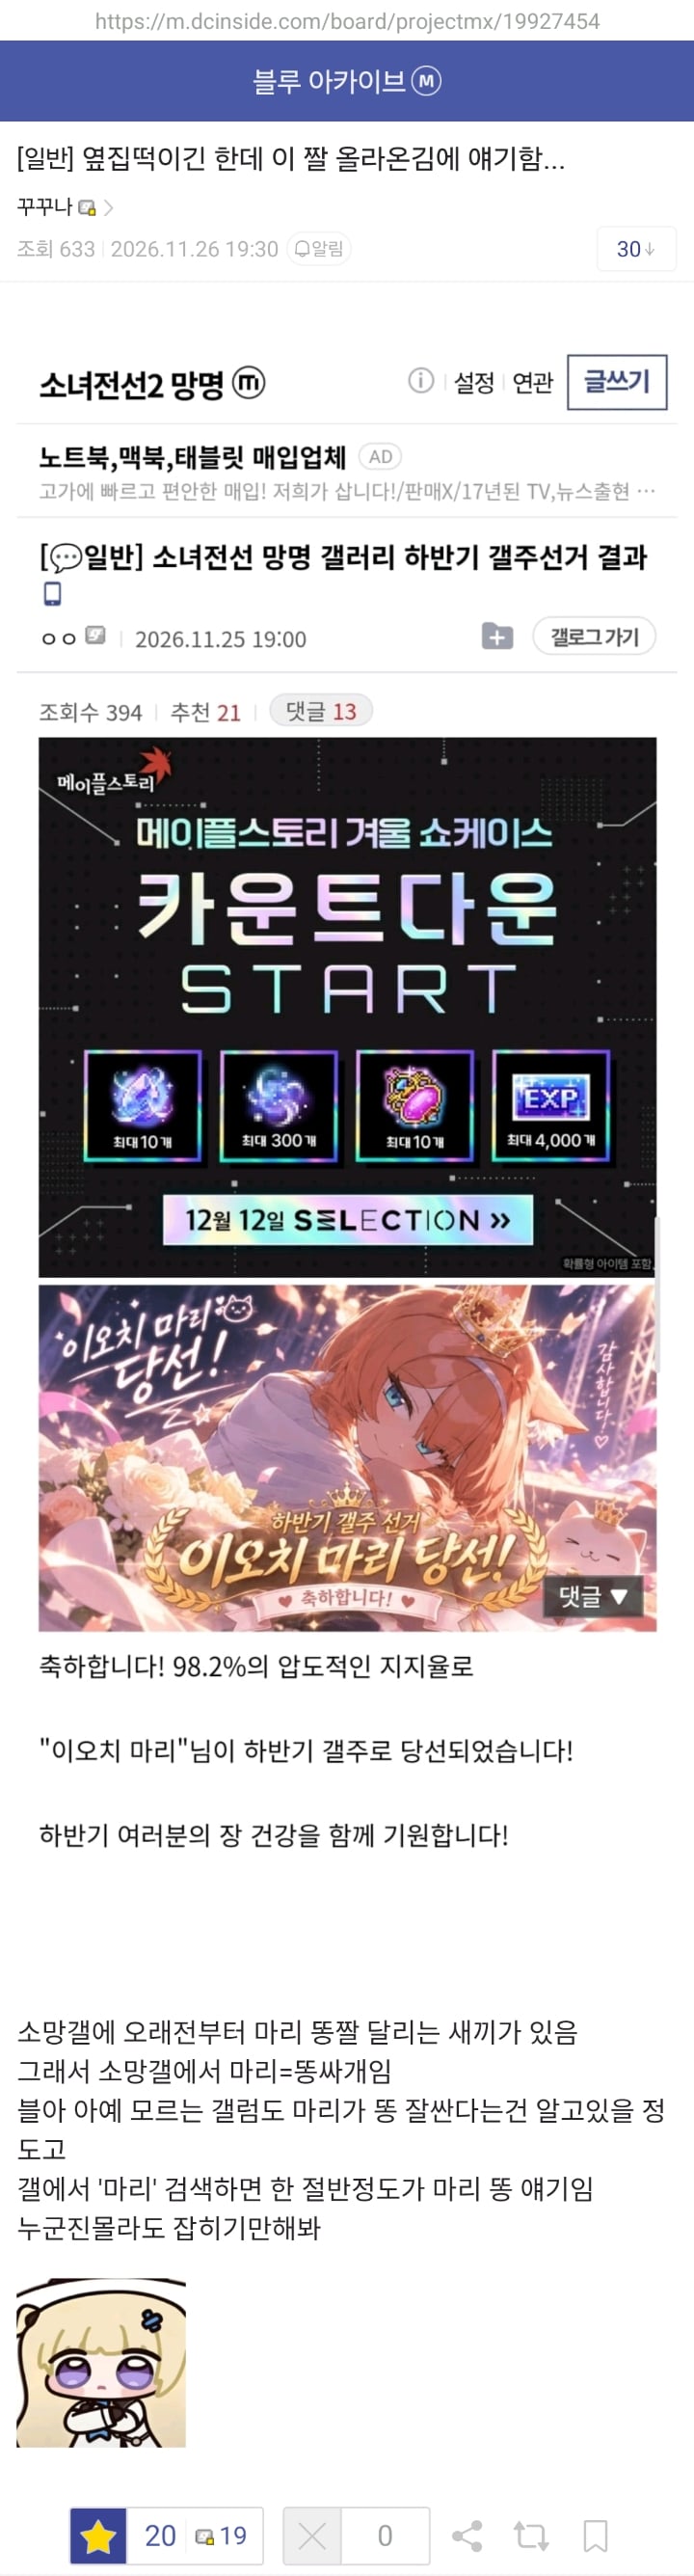 https://m.dcinside.com/board/projectmx/19927454
블루 아카이브 M
[일반] 옆집떡이긴 한데 이 짤 올라온김에 얘기함...
꾸꾸나
조회 633 2026.11.26 19:30 알림
30
소녀전선2 망명 m
설정 연관 글쓰기
노트북,맥북,태블릿 매입업체 AD
고가에 빠르고 편안한 매입! 저희가 삽니다!/판매X/17년된 TV,뉴스출현 …
[일반] 소녀전선 망명 갤러리 하반기 갤주선거 결과
ㅇㅇ 2026.11.25 19:00 갤로그 가기
조회수 394 추천 21 댓글 13
메이플스토리
메이플스토리 겨울 쇼케이스
카운트다운
START
EXP
최대 10개 최대 300개 최대 10개 최대 4,000개
12월 12일 SELECTION »
확률형 아이템 포함
이오치 마리
당선!
감사합니다
하반기 갤주 선거
이오치 마리 당선!
축하합니다!
댓글 ▼
축하합니다! 98.2%의 압도적인 지지율로
"이오치 마리"님이 하반기 갤주로 당선되었습니다!
하반기 여러분의 장 건강을 함께 기원합니다!
소망갤에 오래전부터 마리 똥짤 달리는 새끼가 있음
그래서 소망갤에서 마리=똥싸개임
블아 아예 모르는 갤럼도 마리가 똥 잘싼다는건 알고있을 정
도고
갤에서 '마리' 검색하면 한 절반정도가 마리 똥 얘기임
누군진몰라도 잡히기만해봐
20 19 0